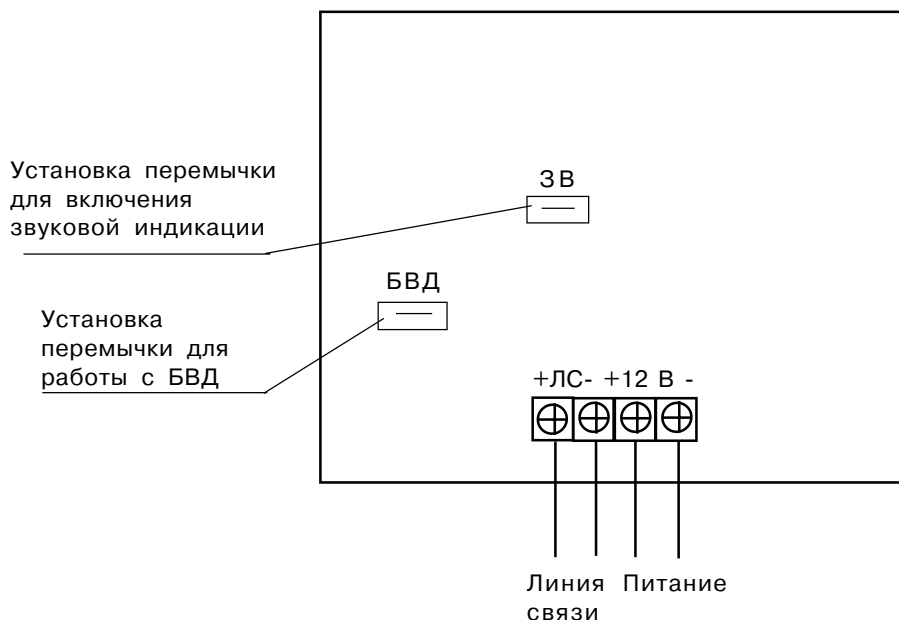 Установка перемычки
для включения
звуковой индикации
ЗВ
БВД
Установка
перемычки для
работы с БВД
+ЛС- +12 В -
Линия Питание
связи